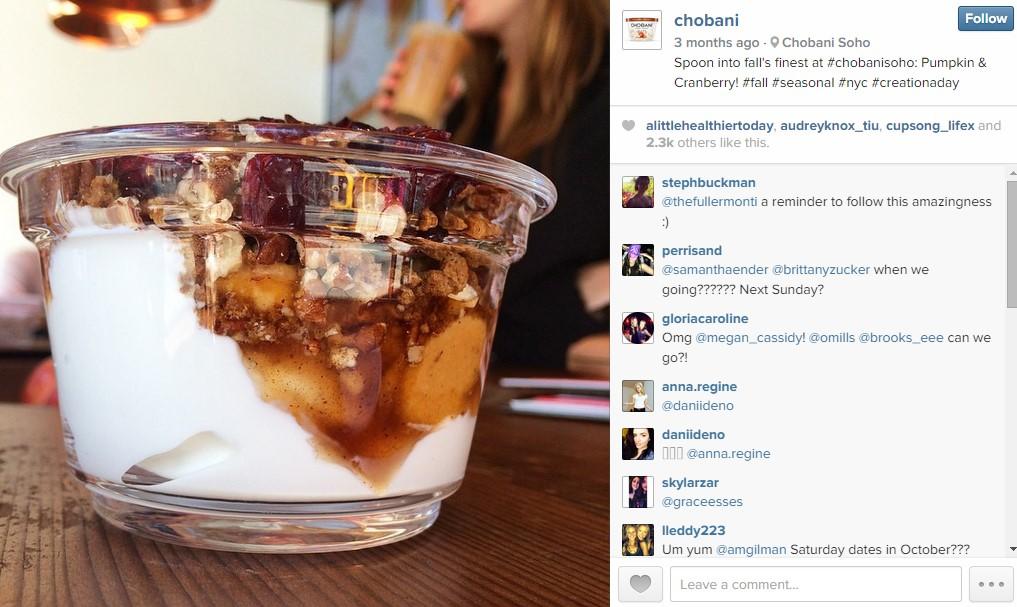 chobani
Follow
3 months ago · Chobani Soho
Spoon into fall's finest at #chobanisoho: Pumpkin &
Cranberry! #fall #seasonal #nyc #creationaday
alittlehealthiertoday, audreyknox_tiu, cupsong_lifex and
2.3k others like this.
stephbuckman
@thefullermonti a reminder to follow this amazingness
:)
perrisand
@samanthaender @brittanyzucker when we
going?????? Next Sunday?
gloriacaroline
Omg @megan_cassidy! @omills @brooks_eee can we
go?!
anna.regine
@daniideno
daniideno
@anna.regine
skylarzar
@graceesses
lleddy223
Um yum @amgilman Saturday dates in October???
Leave a comment...
CHOBANI